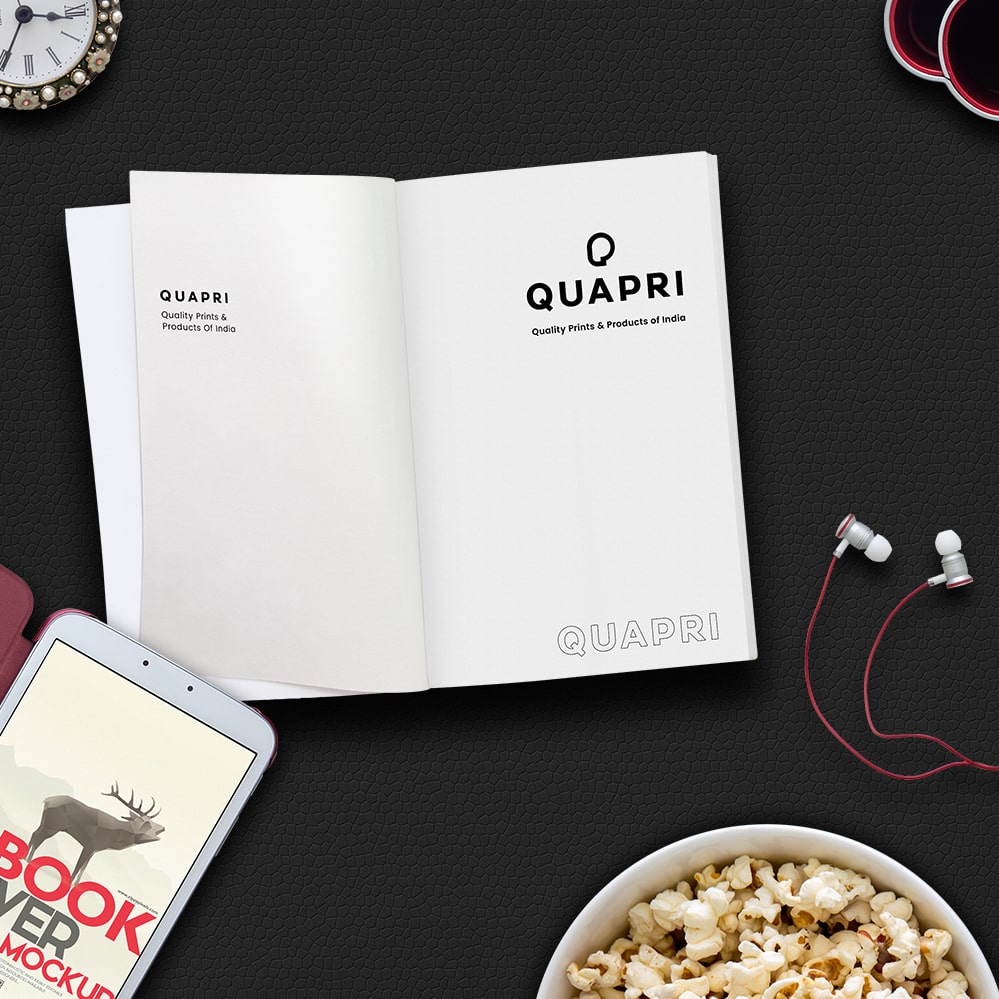 QUAPRI
Quality Prints &
Products Of India
QUAPRI
Quality Prints & Products of India
QUAPRI
BOOK
VER
MOCKUP